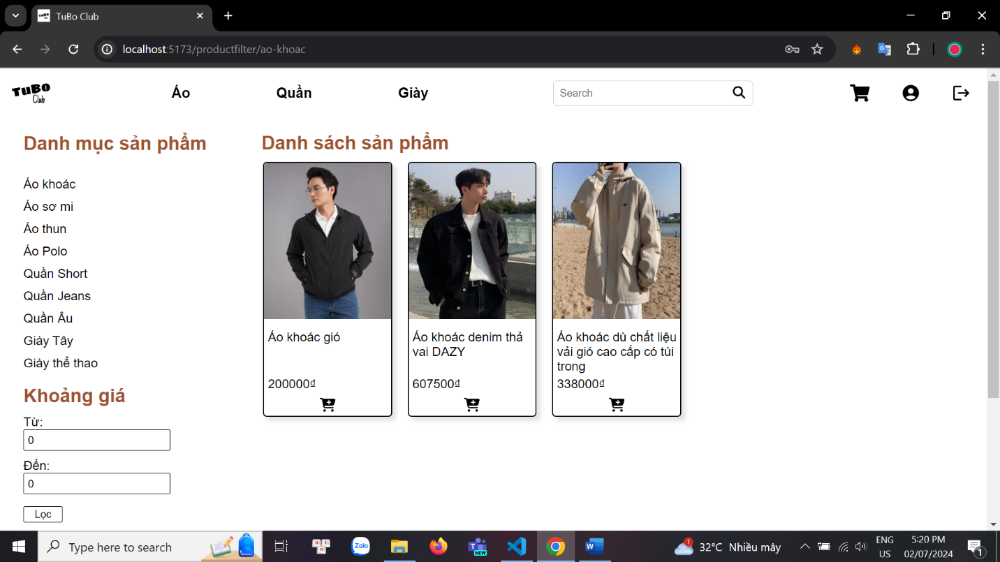 TuBo Club
localhost:5173/productfilter/ao-khoac
TuBo
Club
Áo
Quần
Giày
Search
Danh mục sản phẩm
Áo khoác
Áo sơ mi
Áo thun
Áo Polo
Quần Short
Quần Jeans
Quần Âu
Giày Tây
Giày thể thao
Khoảng giá
Từ:
0
Đến:
0
Lọc
Danh sách sản phẩm
Áo khoác gió
200000₫
Áo khoác denim thả
vai DAZY
607500₫
Áo khoác dù chất liệu
vải gió cao cấp có túi
trong
338000₫
Type here to search
Zalo
NEW
1
32°C Nhiều mây
ENG
US
5:20 PM
02/07/2024
1